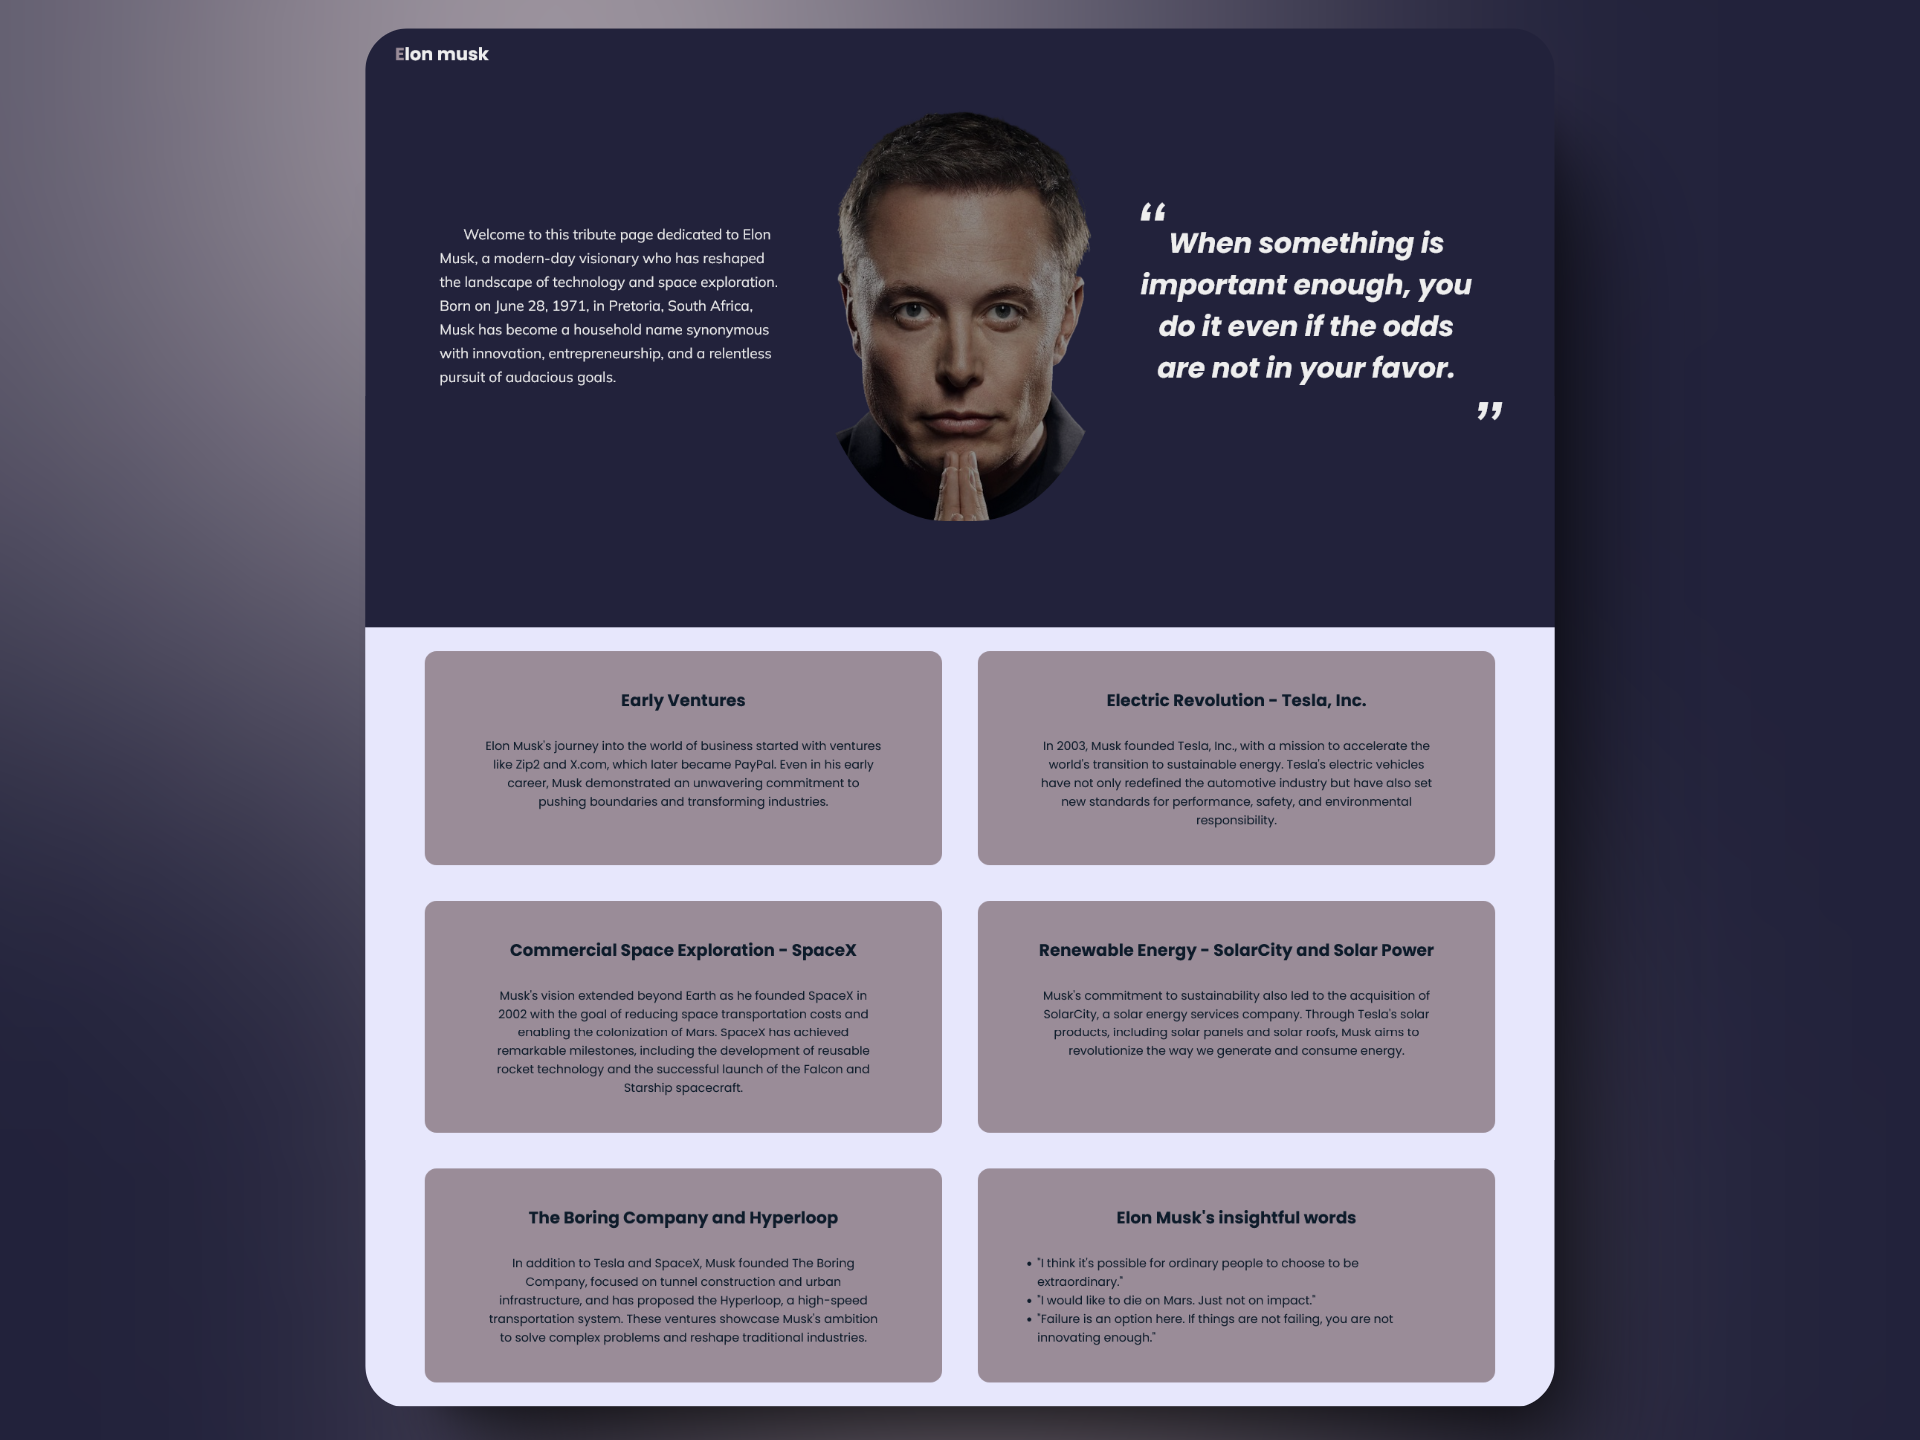 Elon musk
Welcome to this tribute page dedicated to Elon
Musk, a modern-day visionary who has reshaped
the landscape of technology and space exploration.
Born on June 28, 1971, in Pretoria, South Africa,
Musk has become a household name synonymous
with innovation, entrepreneurship, and a relentless
pursuit of audacious goals.
“
When something is
important enough, you
do it even if the odds
are not in your favor.
”
Early Ventures
Elon Musk's journey into the world of business started with ventures
like Zip2 and X.com, which later became PayPal. Even in his early
career, Musk demonstrated an unwavering commitment to
pushing boundaries and transforming industries.
Electric Revolution - Tesla, Inc.
In 2003, Musk founded Tesla, Inc., with a mission to accelerate the
world's transition to sustainable energy. Tesla's electric vehicles
have not only redefined the automotive industry but have also set
new standards for performance, safety, and environmental
responsibility.
Commercial Space Exploration - SpaceX
Musk's vision extended beyond Earth as he founded SpaceX in
2002 with the goal of reducing space transportation costs and
enabling the colonization of Mars. SpaceX has achieved
remarkable milestones, including the development of reusable
rocket technology and the successful launch of the Falcon and
Starship spacecraft.
Renewable Energy - SolarCity and Solar Power
Musk's commitment to sustainability also led to the acquisition of
SolarCity, a solar energy services company. Through Tesla's solar
products, including solar panels and solar roofs, Musk aims to
revolutionize the way we generate and consume energy.
The Boring Company and Hyperloop
In addition to Tesla and SpaceX, Musk founded The Boring
Company, focused on tunnel construction and urban
infrastructure, and has proposed the Hyperloop, a high-speed
transportation system. These ventures showcase Musk's ambition
to solve complex problems and reshape traditional industries.
Elon Musk's insightful words
• "I think it's possible for ordinary people to choose to be
extraordinary."
• "I would like to die on Mars. Just not on impact."
• "Failure is an option here. If things are not failing, you are not
innovating enough."